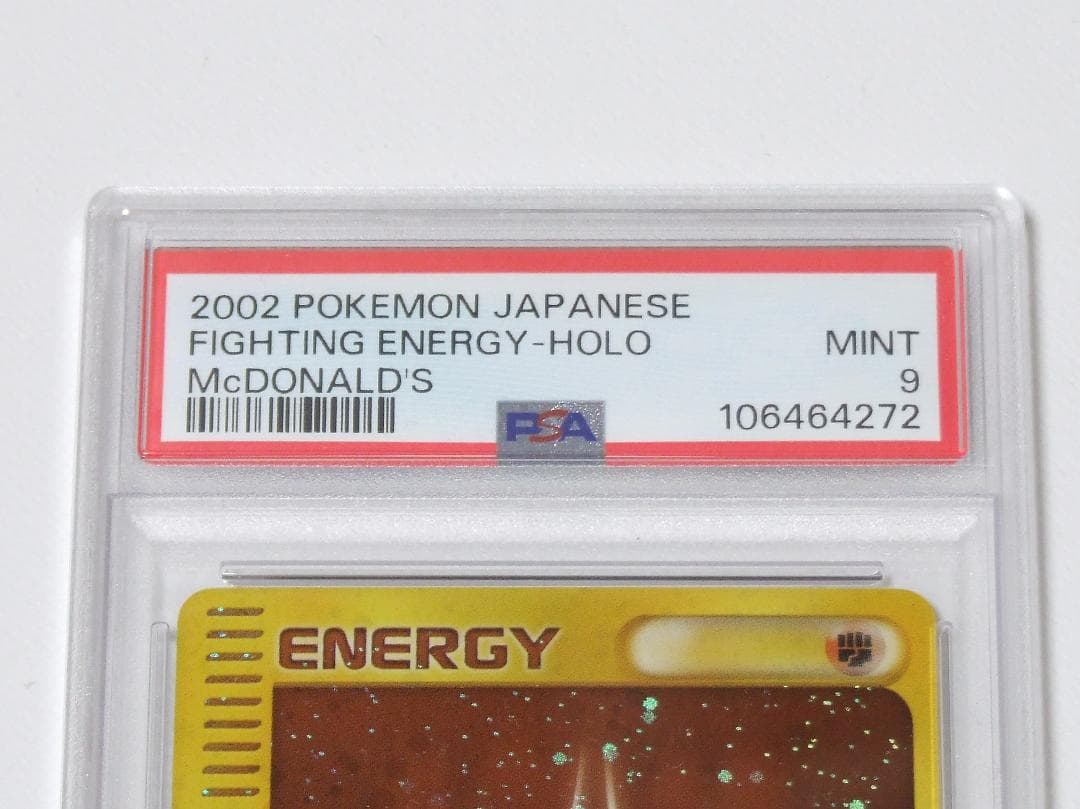 2002 POKEMON JAPANESE
FIGHTING ENERGY-HOLO MINT
McDONALD'S 9
PSA 106464272
ENERGY